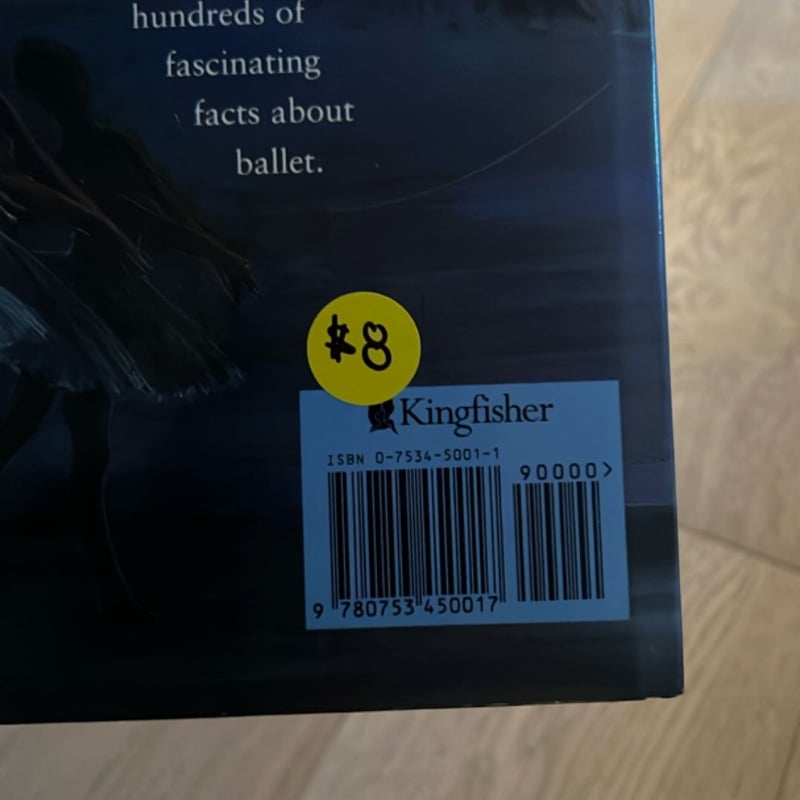 hundreds of
fascinating
facts about
ballet.
$8
Kingfisher
ISBN 0-7534-5001-1
90000>
9 780753 450017